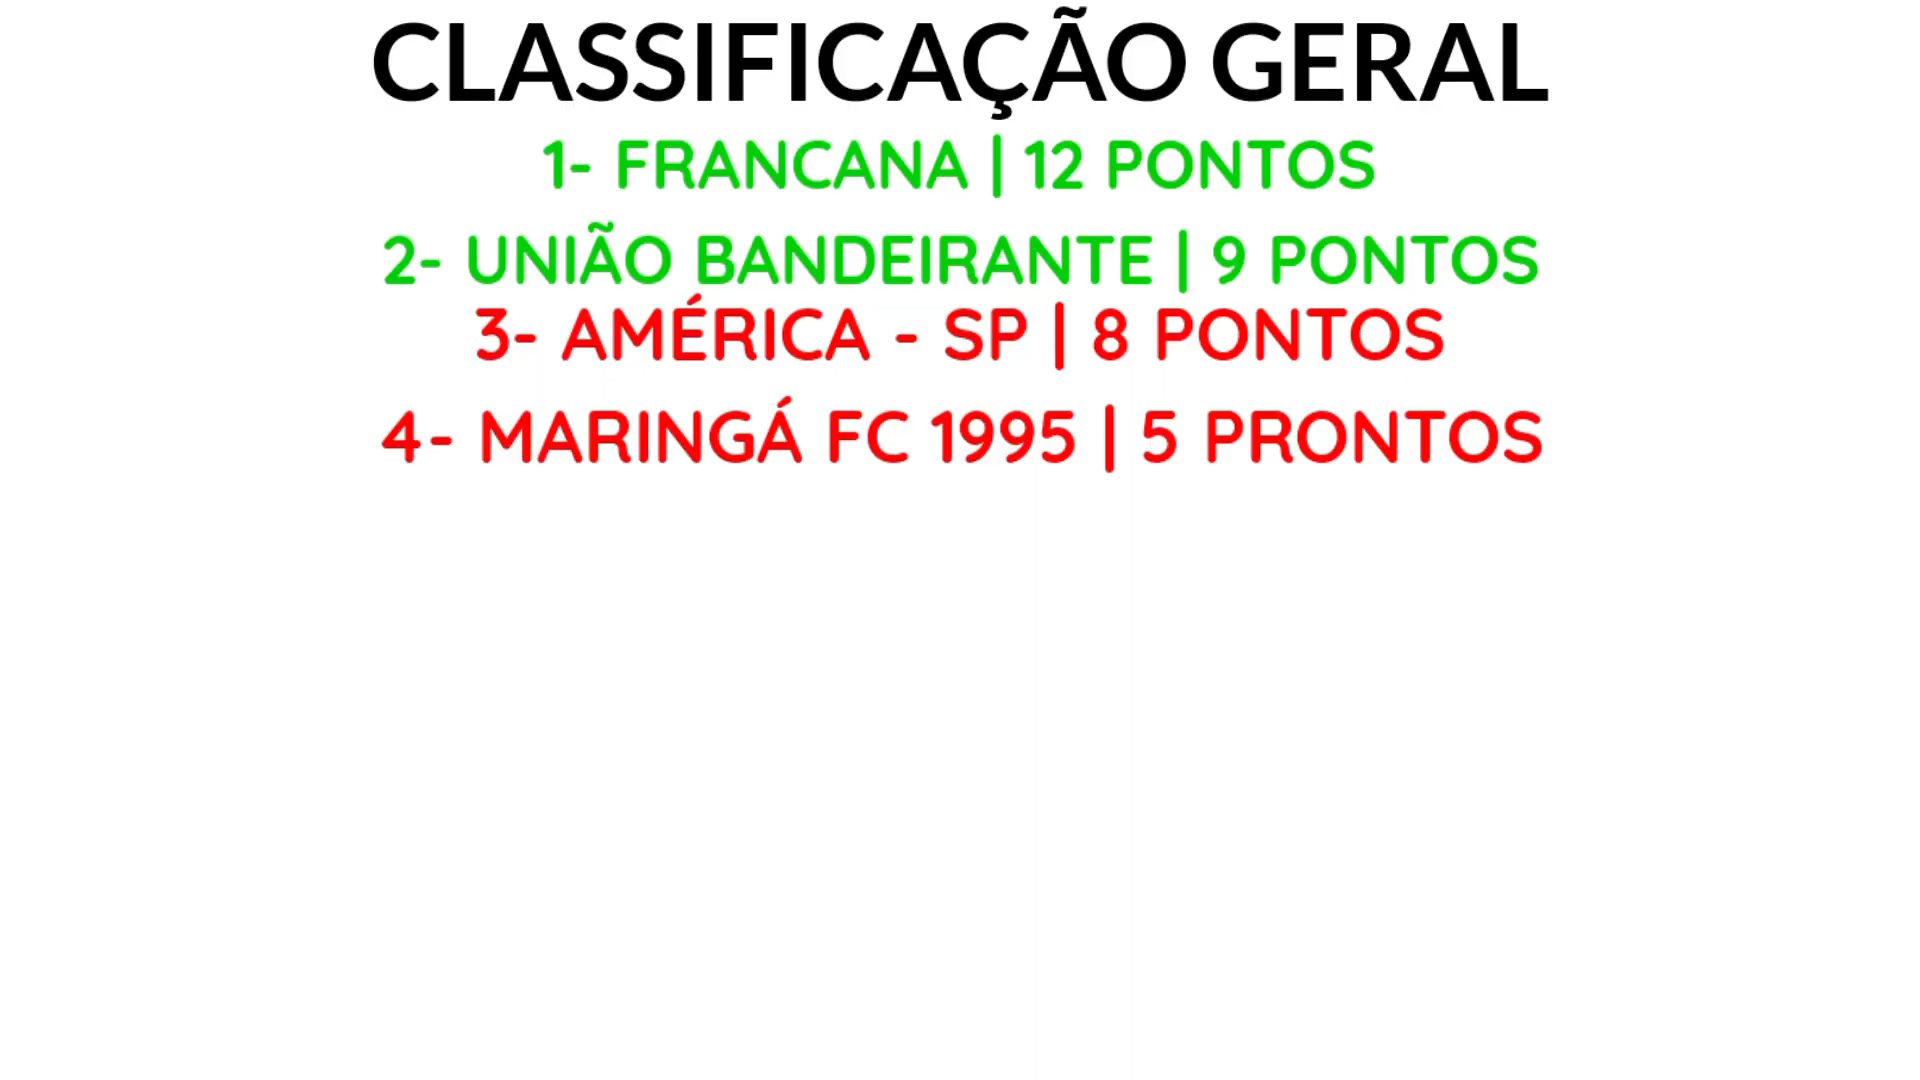 CLASSIFICAÇÃO GERAL
1- FRANCANA | 12 PONTOS
2- UNIÃO BANDEIRANTE | 9 PONTOS
3- AMÉRICA - SP | 8 PONTOS
4- MARINGÁ FC 1995 | 5 PRONTOS